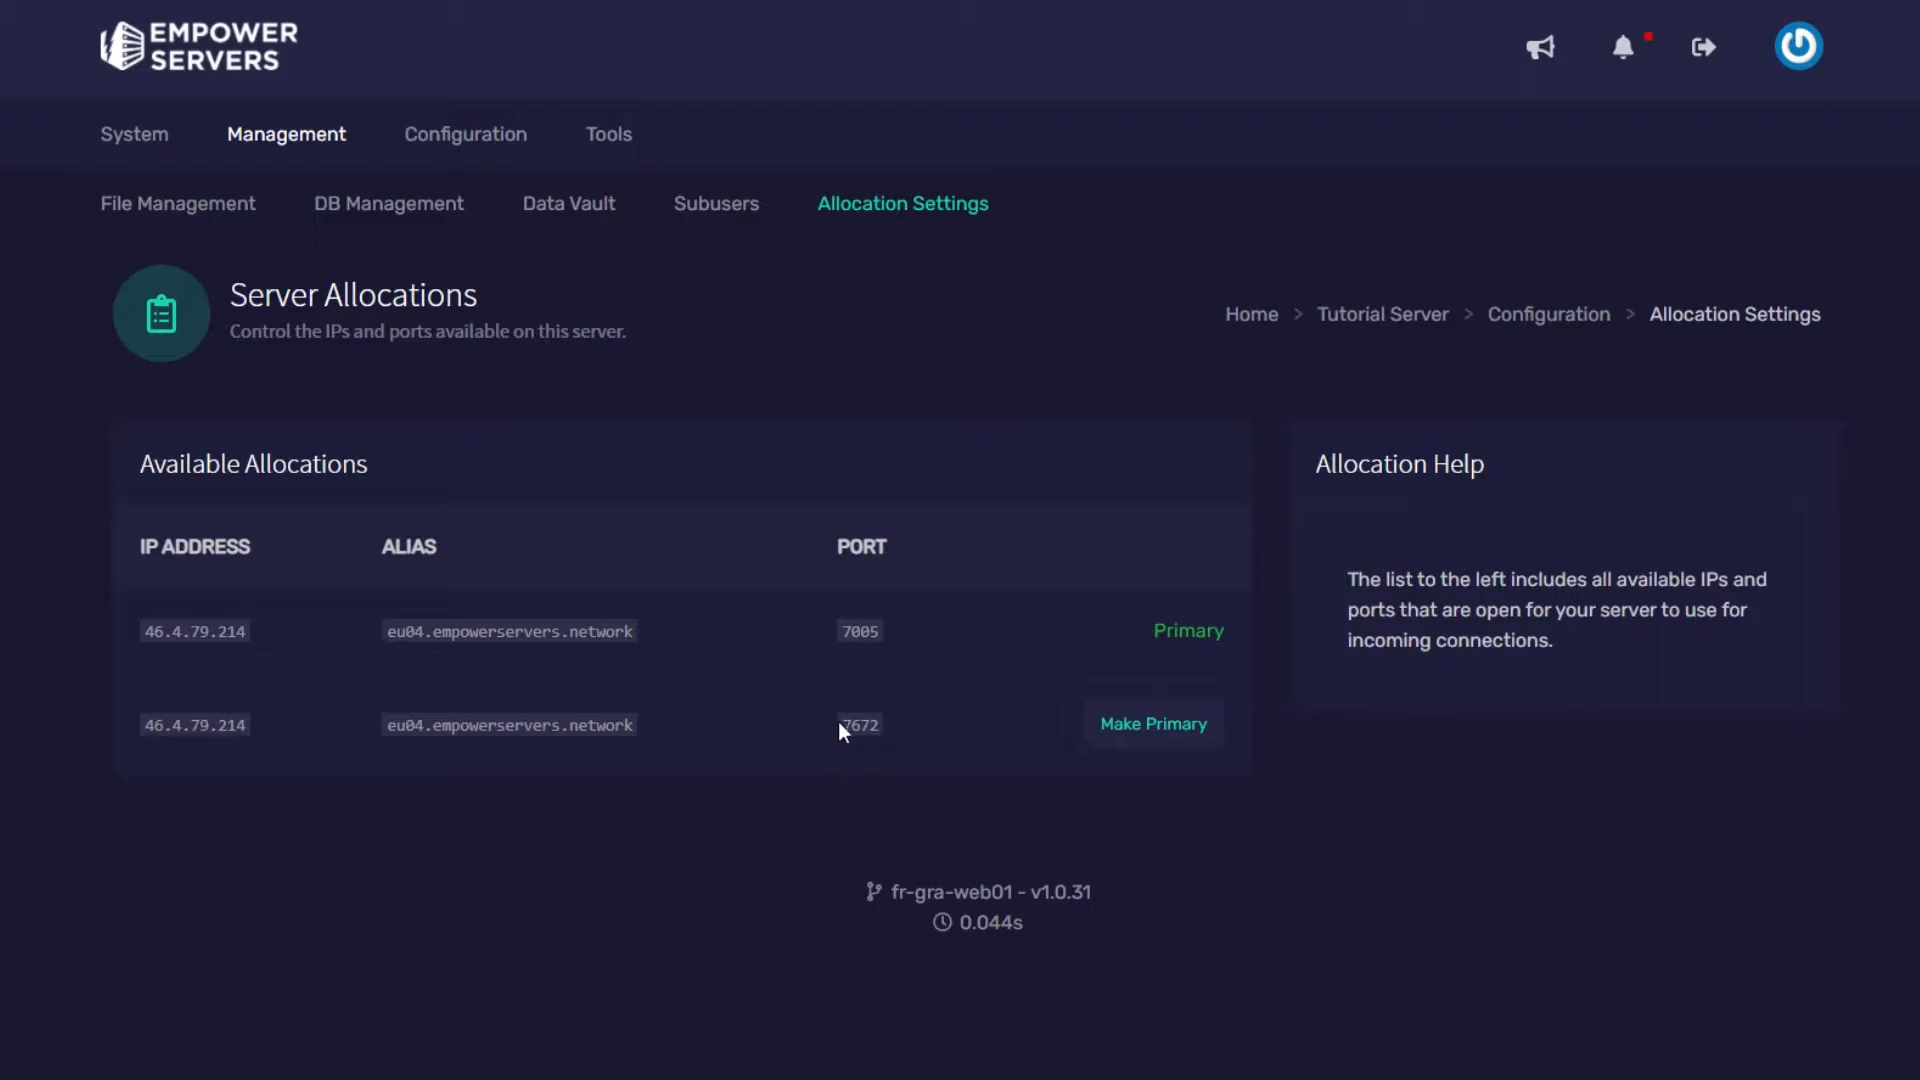 EMPOWER
SERVERS
System Management Configuration Tools
File Management DB Management Data Vault Subusers Allocation Settings
Server Allocations
Control the IPs and ports available on this server.
Home > Tutorial Server > Configuration > Allocation Settings
Available Allocations
IP ADDRESS ALIAS PORT
46.4.79.214 eu04.empowerservers.network 7005 Primary
46.4.79.214 eu04.empowerservers.network 7672 Make Primary
Allocation Help
The list to the left includes all available IPs and
ports that are open for your server to use for
incoming connections.
fr-gra-web01 - v1.0.31
0.044s